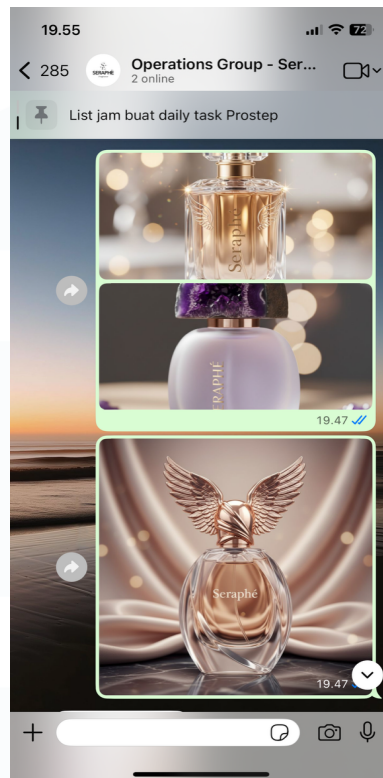 19.55
72
285
SERAPHÉ
Operations Group - Ser...
2 online
List jam buat daily task Prostep
Seraphé
SERAPHÉ
19.47
Seraphé
19.47